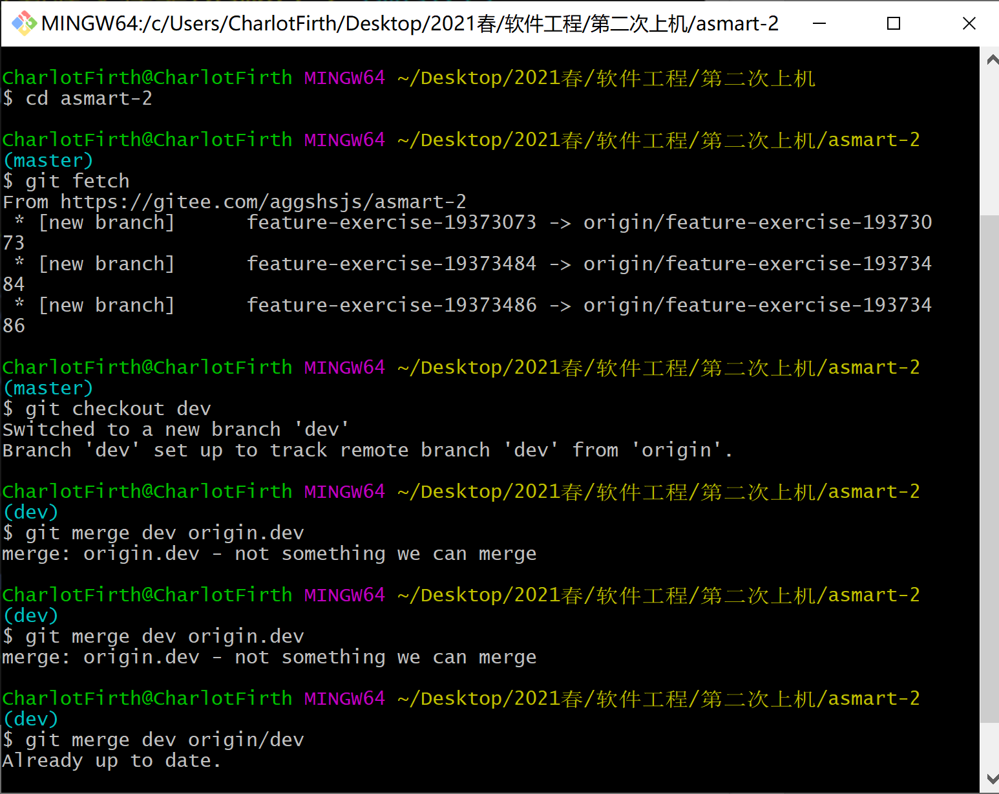 MINGW64:/c/Users/CharlotFirth/Desktop/2021春/软件工程/第二次上机/asmart-2
CharlotFirth@CharlotFirth MINGW64 ~/Desktop/2021春/软件工程/第二次上机
$ cd asmart-2
CharlotFirth@CharlotFirth MINGW64 ~/Desktop/2021春/软件工程/第二次上机/asmart-2
(master)
$ git fetch
From https://gitee.com/aggshsjs/asmart-2
 * [new branch]      feature-exercise-19373073 -> origin/feature-exercise-193730
73
 * [new branch]      feature-exercise-19373484 -> origin/feature-exercise-193734
84
 * [new branch]      feature-exercise-19373486 -> origin/feature-exercise-193734
86
CharlotFirth@CharlotFirth MINGW64 ~/Desktop/2021春/软件工程/第二次上机/asmart-2
(master)
$ git checkout dev
Switched to a new branch 'dev'
Branch 'dev' set up to track remote branch 'dev' from 'origin'.
CharlotFirth@CharlotFirth MINGW64 ~/Desktop/2021春/软件工程/第二次上机/asmart-2
(dev)
$ git merge dev origin.dev
merge: origin.dev - not something we can merge
CharlotFirth@CharlotFirth MINGW64 ~/Desktop/2021春/软件工程/第二次上机/asmart-2
(dev)
$ git merge dev origin.dev
merge: origin.dev - not something we can merge
CharlotFirth@CharlotFirth MINGW64 ~/Desktop/2021春/软件工程/第二次上机/asmart-2
(dev)
$ git merge dev origin/dev
Already up to date.